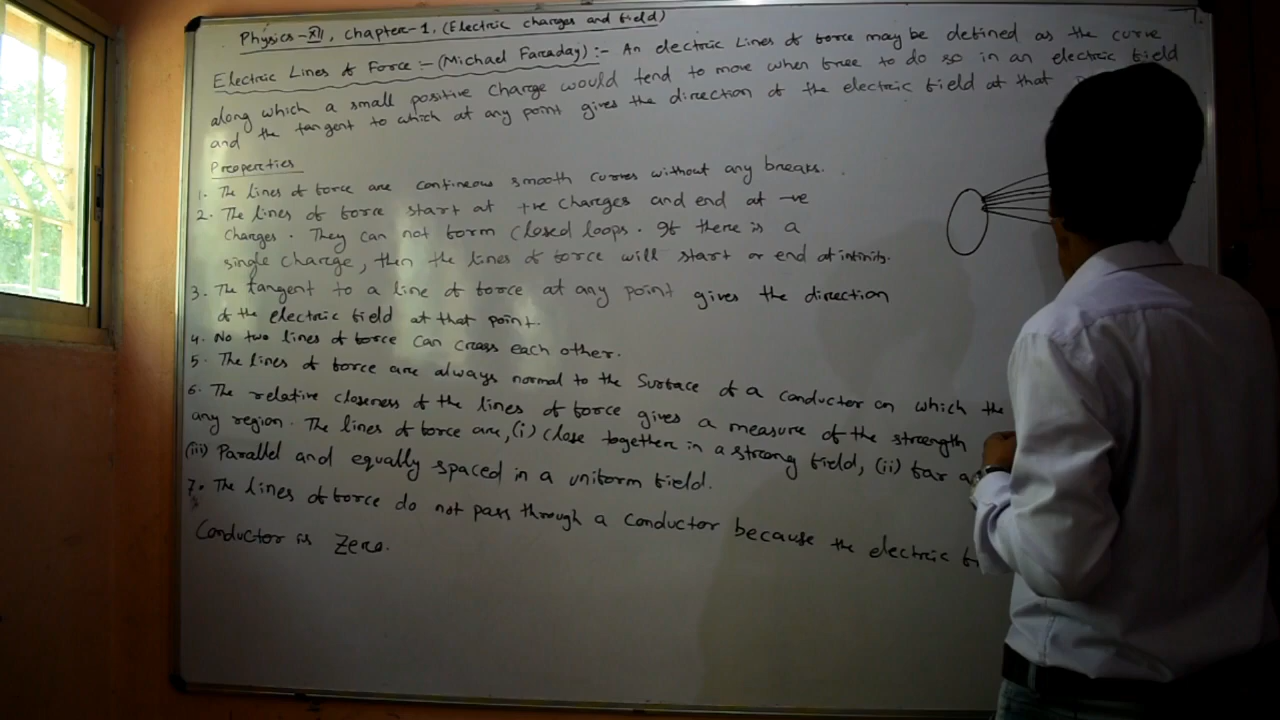 Physics-XII, chapter-1, (Electric charges and field)
Electric Lines of Force :- (Michael Faraday) :- An electric Lines of force may be defined as the curve
along which a small positive charge would tend to move when free to do so in an electric field
and the tangent to which at any point gives the direction of the electric field at that
Properties
1. The lines of force are continuous smooth curves without any breaks.
2. The lines of force start at +ve charges and end at -ve
charges. They can not form closed loops. If there is a
single charge, then the lines of force will start or end at infinity.
3. The tangent to a line of force at any point gives the direction
of the electric field at that point.
4. No two lines of force can cross each other.
5. The lines of force are always normal to the surface of a conductor on which the
6. The relative closeness of the lines of force gives a measure of the strength
any region. The lines of force are, (i) close together in a strong field, (ii) far
(iii) Parallel and equally spaced in a uniform field.
7. The lines of force do not pass through a conductor because the electric
Conductor is zero.